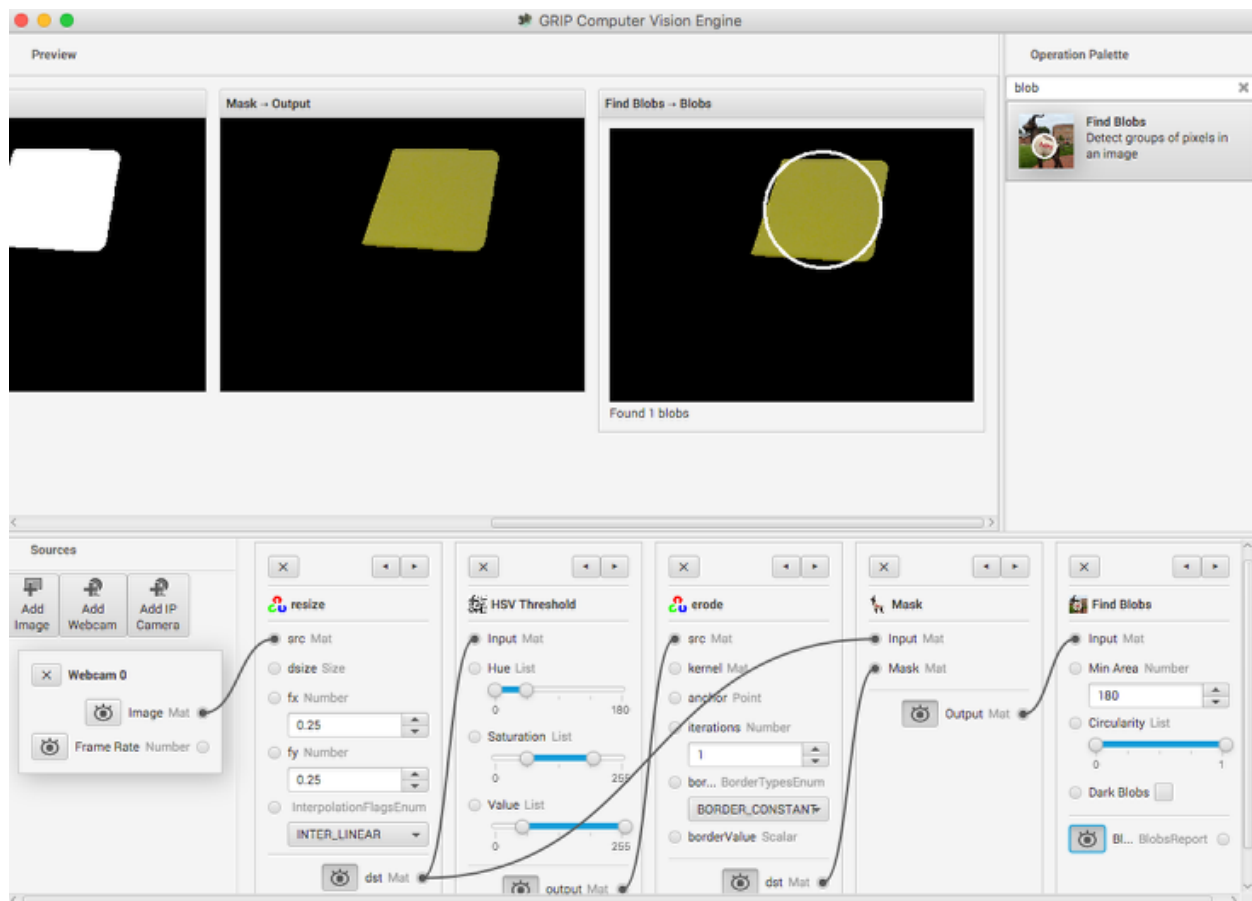 GRIP Computer Vision Engine
Preview
Operation Palette
blob
Mask → Output
Find Blobs → Blobs
Find Blobs
Detect groups of pixels in
an image
Found 1 blobs
Sources
Add
Image
Add
Webcam
Add IP
Camera
Webcam 0
Image Mat
Frame Rate Number
resize
src Mat
dsize Size
fx Number
0.25
fy Number
0.25
InterpolationFlagsEnum
INTER_LINEAR
dst Mat
HSV Threshold
Input Mat
Hue List
0 180
Saturation List
0 255
Value List
0 255
output Mat
erode
src Mat
kernel Mat
anchor Point
iterations Number
1
bor... BorderTypesEnum
BORDER_CONSTANT
borderValue Scalar
dst Mat
Mask
Input Mat
Mask Mat
Output Mat
Find Blobs
Input Mat
Min Area Number
180
Circularity List
0 1
Dark Blobs
Bl... BlobsReport